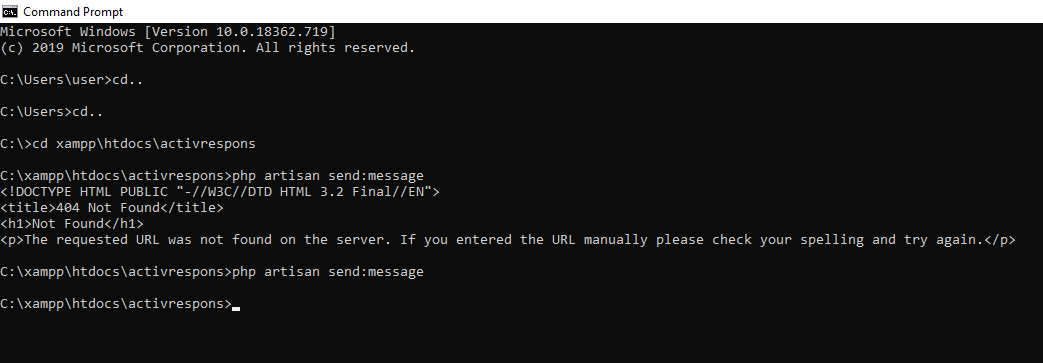 Command Prompt
Microsoft Windows [Version 10.0.18362.719]
(c) 2019 Microsoft Corporation. All rights reserved.
C:\Users\user>cd..
C:\Users>cd..
C:\>cd xampp\htdocs\activrespons
C:\xampp\htdocs\activrespons>php artisan send:message
<!DOCTYPE HTML PUBLIC "-//W3C//DTD HTML 3.2 Final//EN">
<title>404 Not Found</title>
<h1>Not Found</h1>
<p>The requested URL was not found on the server. If you entered the URL manually please check your spelling and try again.</p>
C:\xampp\htdocs\activrespons>php artisan send:message
C:\xampp\htdocs\activrespons>